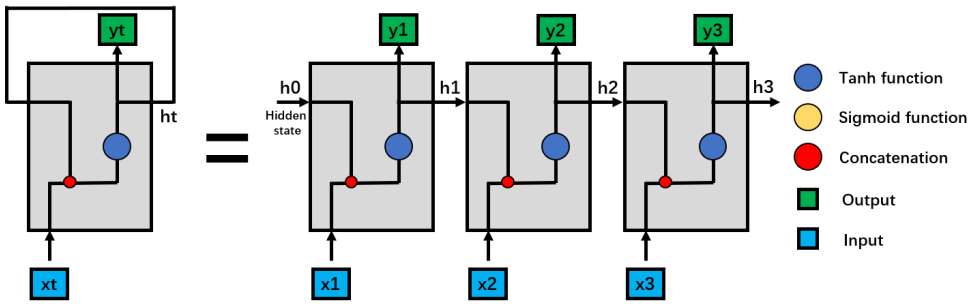 yt
y1
y2
y3
h0
h1
h2
h3
Hidden
state
ht
xt
x1
x2
x3
Tanh function
Sigmoid function
Concatenation
Output
Input